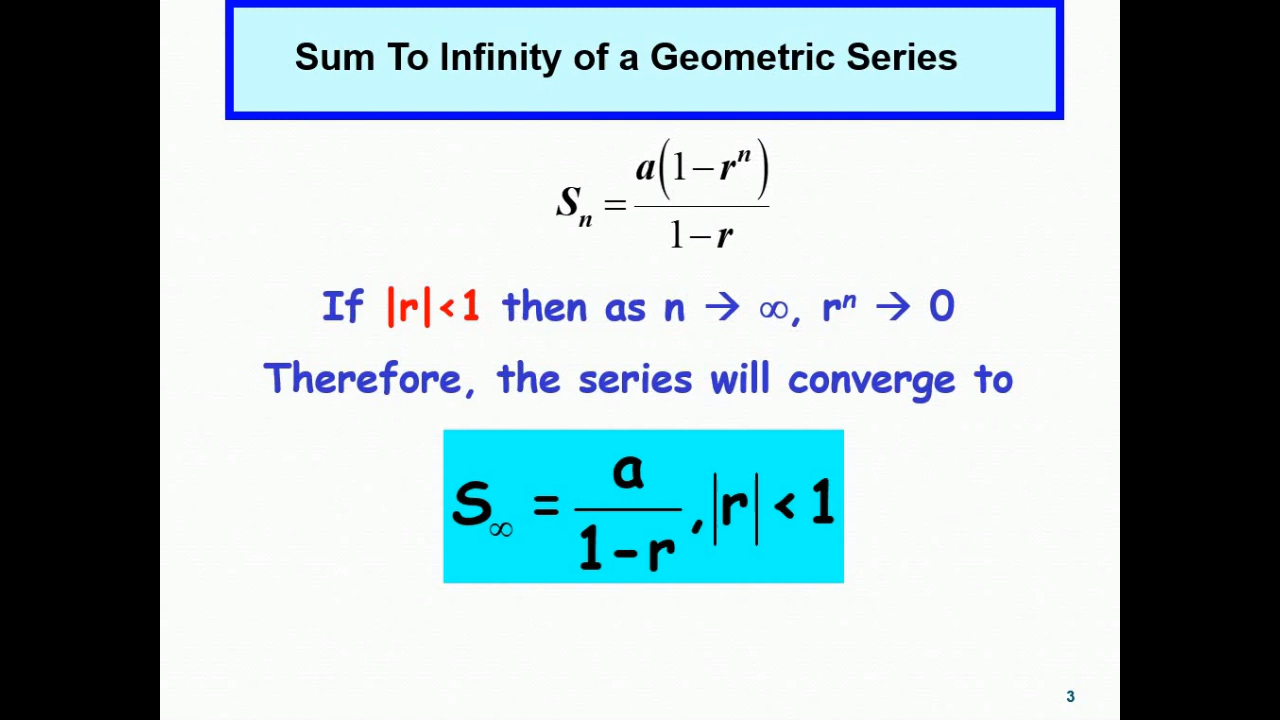 Sum To Infinity of a Geometric Series
Sₙ = a(1 – rⁿ) / 1 – r
If |r|<1 then as n → ∞, rⁿ → 0
Therefore, the series will converge to
S∞ = a / 1 – r , |r| < 1
3